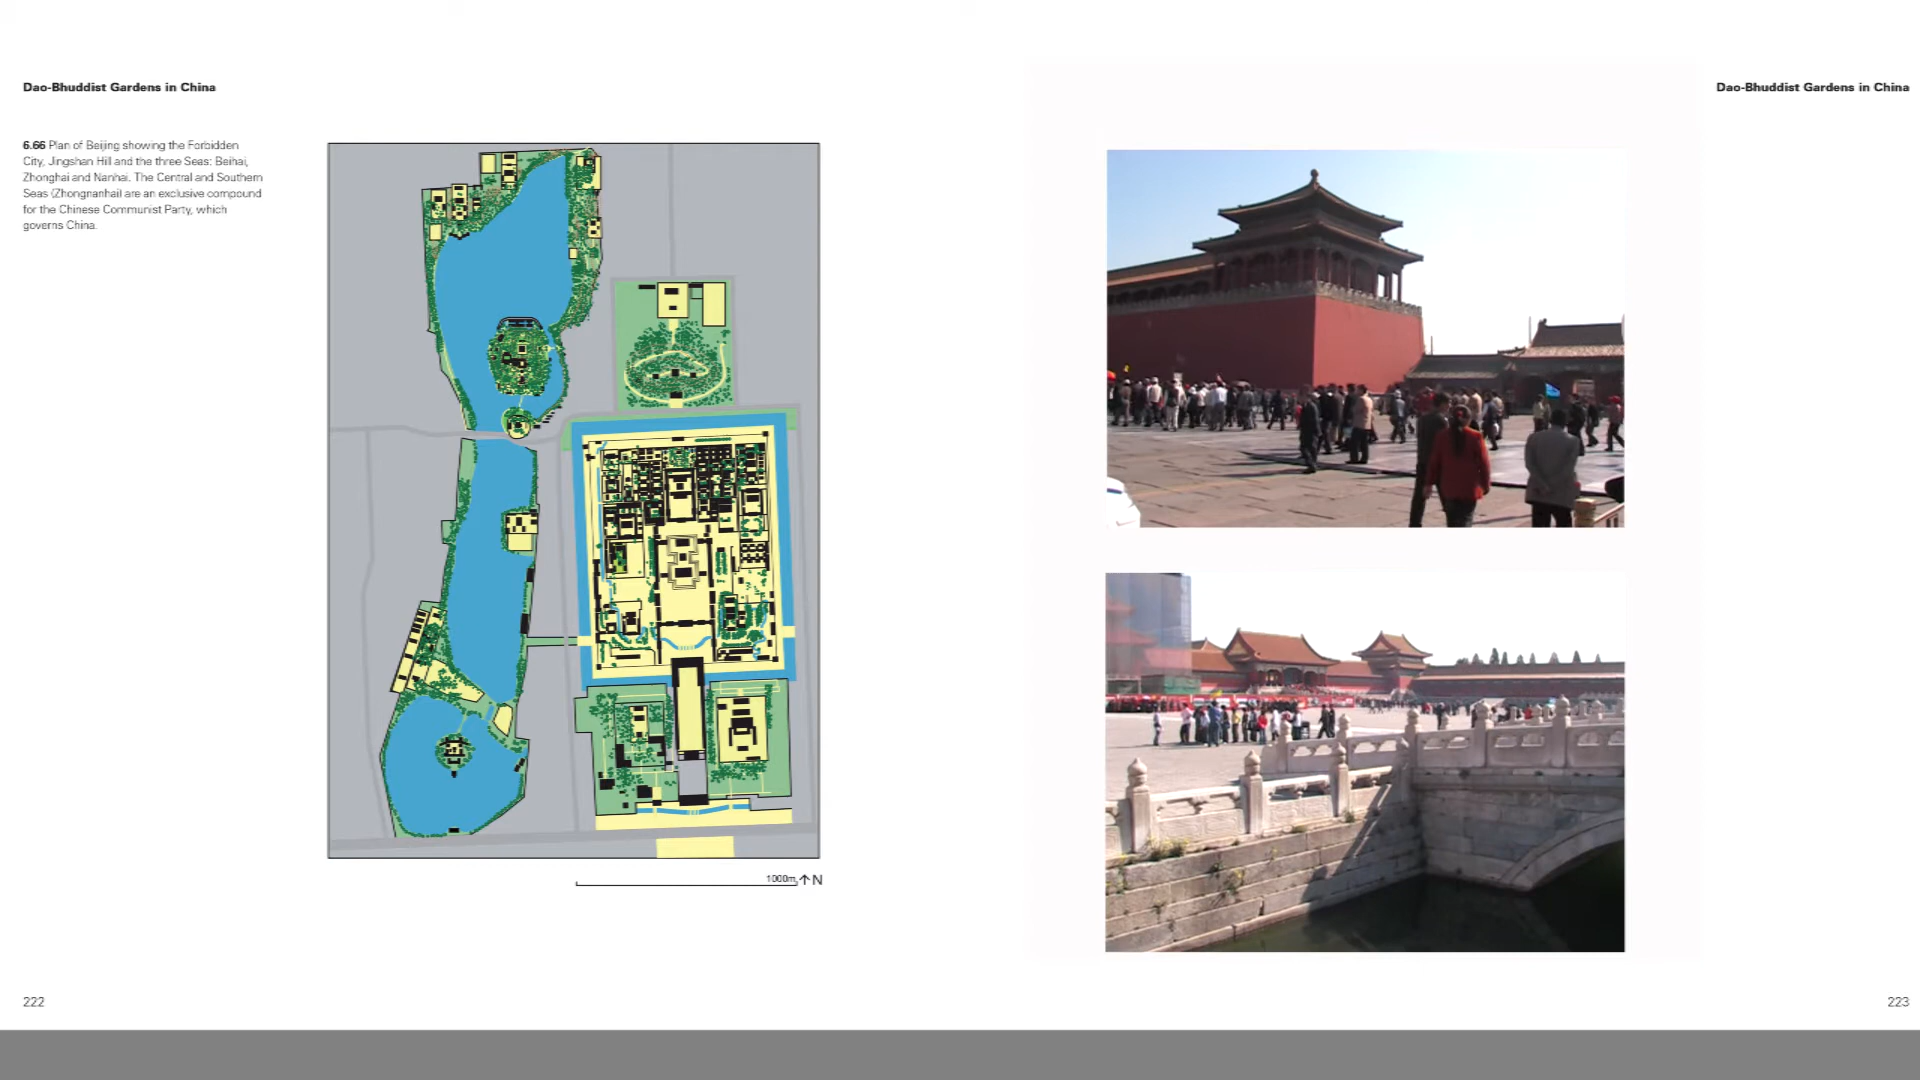 Dao-Bhuddist Gardens in China
Dao-Bhuddist Gardens in China
6.66 Plan of Beijing showing the Forbidden
City, Jingshan Hill and the three Seas: Beihai,
Zhonghai and Nanhai. The Central and Southern
Seas (Zhongnanhai) are an exclusive compound
for the Chinese Communist Party, which
governs China.
1000m N
222
223